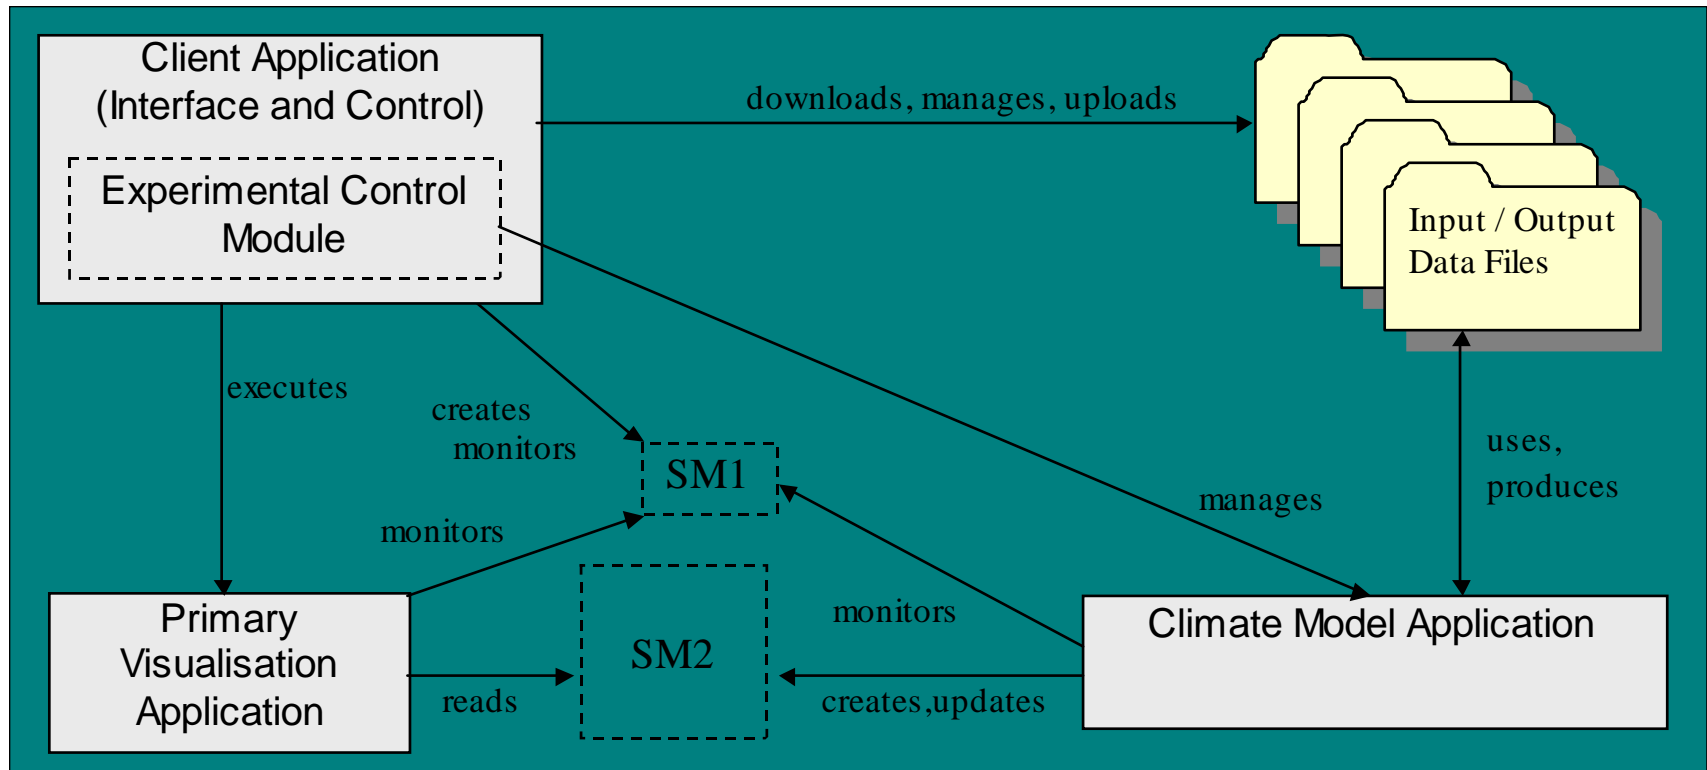 Client Application
(Interface and Control)
Experimental Control
Module
downloads, manages, uploads
Input / Output
Data Files
executes
creates
monitors
SM1
monitors
manages
uses,
produces
Primary
Visualisation
Application
reads
SM2
monitors
creates,updates
Climate Model Application